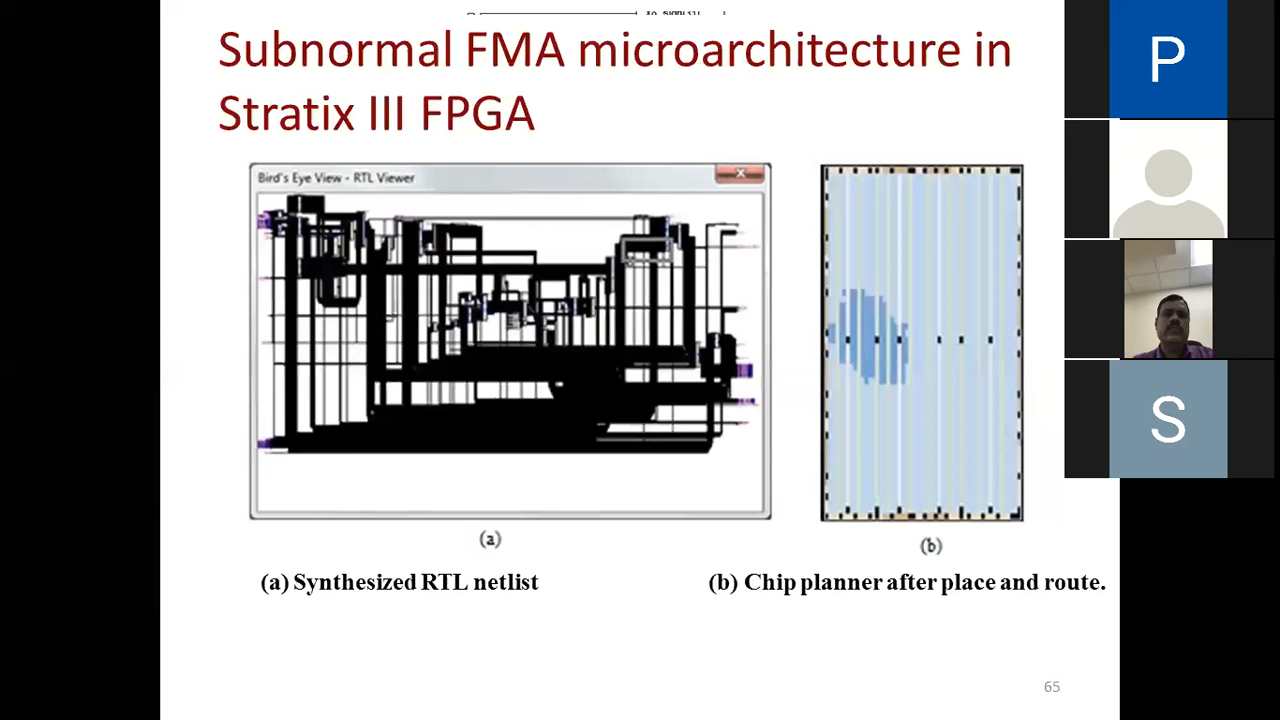 Subnormal FMA microarchitecture in
Stratix III FPGA
Bird's Eye View - RTL Viewer
(a)
(b)
(a) Synthesized RTL netlist
(b) Chip planner after place and route.
65
P
S